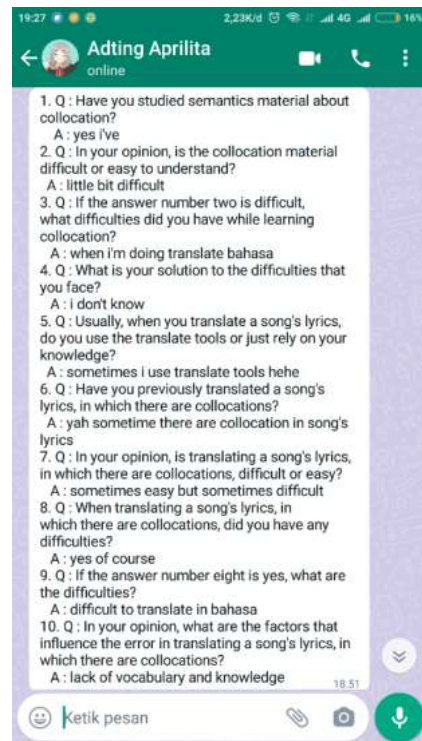 19:27
2,23K/d 4G 16%
Adting Aprilita
online
1. Q : Have you studied semantics material about
collocation?
A : yes i've
2. Q : In your opinion, is the collocation material
difficult or easy to understand?
A : little bit difficult
3. Q : If the answer number two is difficult,
what difficulties did you have while learning
collocation?
A : when i'm doing translate bahasa
4. Q : What is your solution to the difficulties that
you face?
A : i don't know
5. Q : Usually, when you translate a song's lyrics,
do you use the translate tools or just rely on your
knowledge?
A : sometimes i use translate tools hehe
6. Q : Have you previously translated a song's
lyrics, in which there are collocations?
A : yah sometime there are collocation in song's
lyrics
7. Q : In your opinion, is translating a song's lyrics,
in which there are collocations, difficult or easy?
A : sometimes easy but sometimes difficult
8. Q : When translating a song's lyrics, in
which there are collocations, did you have any
difficulties?
A : yes of course
9. Q : If the answer number eight is yes, what are
the difficulties?
A : difficult to translate in bahasa
10. Q : In your opinion, what are the factors that
influence the error in translating a song's lyrics, in
which there are collocations?
A : lack of vocabulary and knowledge
18.51
Ketik pesan